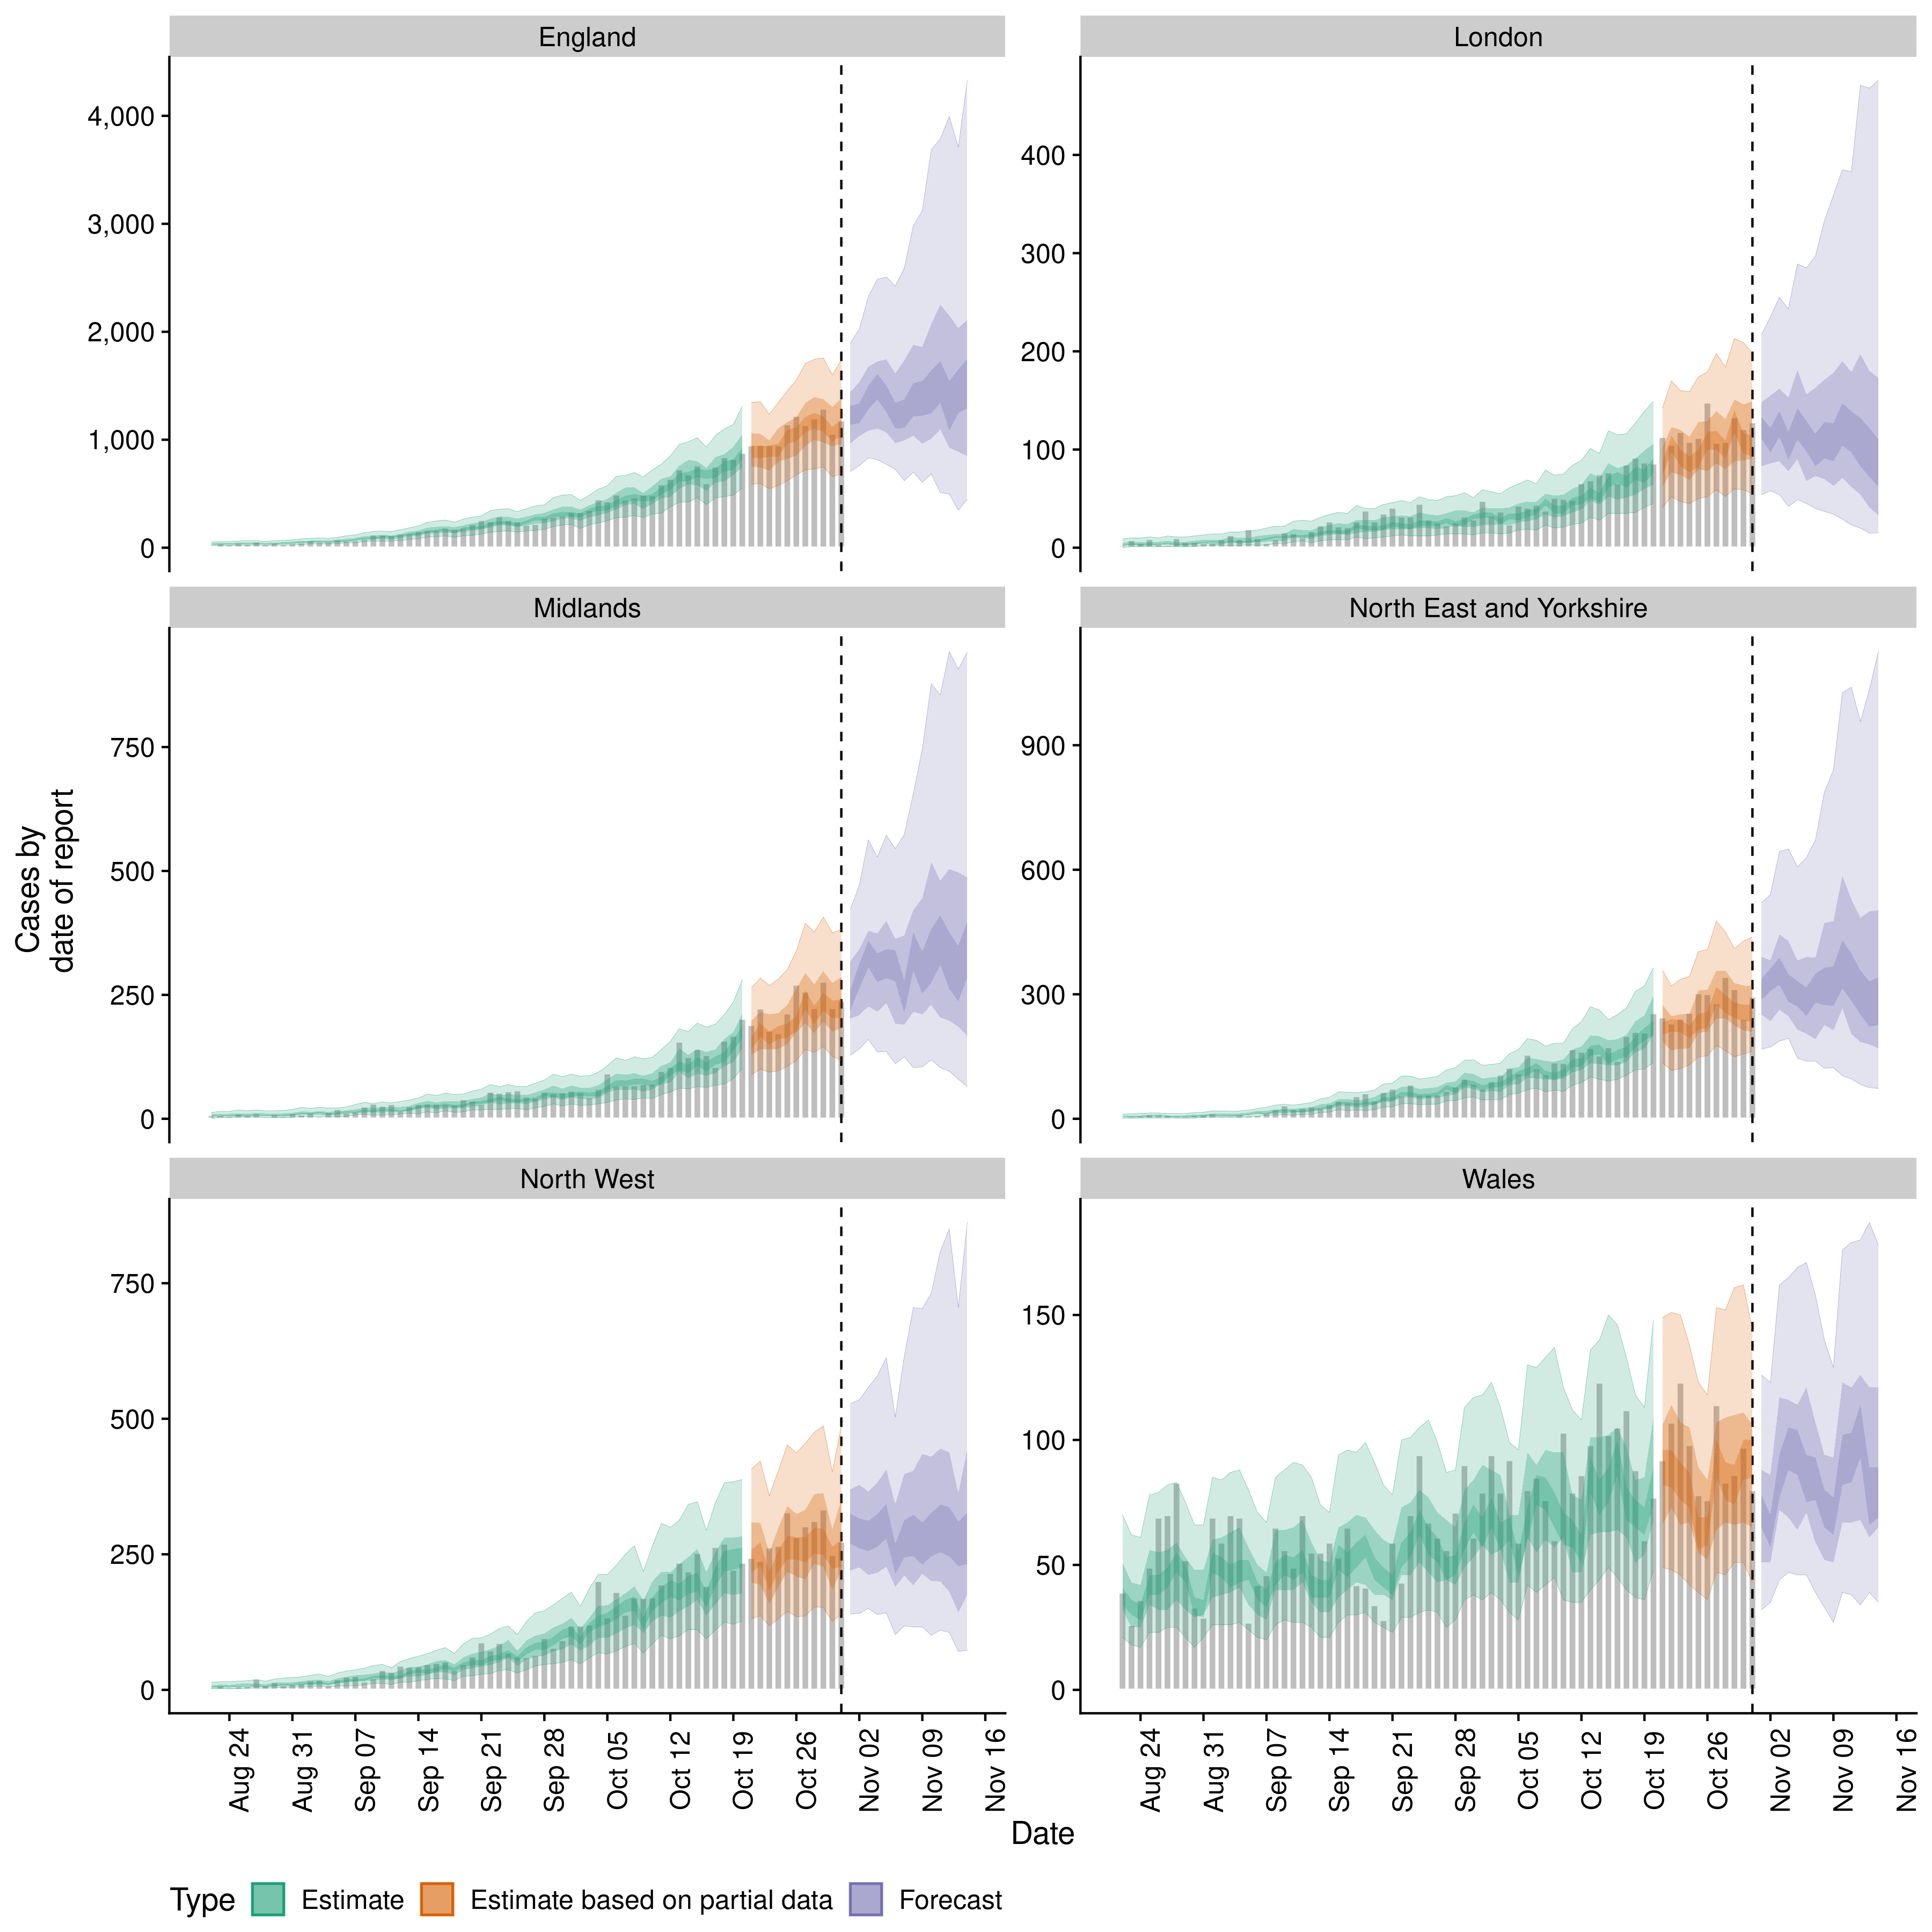 England
London
4,000
3,000
2,000
1,000
0
400
300
200
100
0
Midlands
North East and Yorkshire
750
500
250
0
900
600
300
0
Cases by
date of report
North West
Wales
750
500
250
0
150
100
50
0
Aug 24
Aug 31
Sep 07
Sep 14
Sep 21
Sep 28
Oct 05
Oct 12
Oct 19
Oct 26
Nov 02
Nov 09
Nov 16
Aug 24
Aug 31
Sep 07
Sep 14
Sep 21
Sep 28
Oct 05
Oct 12
Oct 19
Oct 26
Nov 02
Nov 09
Nov 16
Date
Type Estimate Estimate based on partial data Forecast